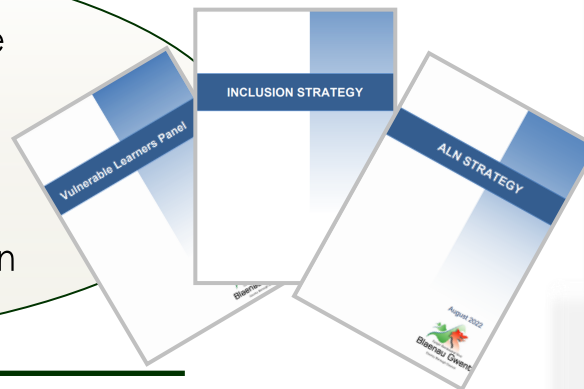 e
n
Vulnerable Learners Panel
INCLUSION STRATEGY
ALN STRATEGY
August 2022
Blaenau Gwent